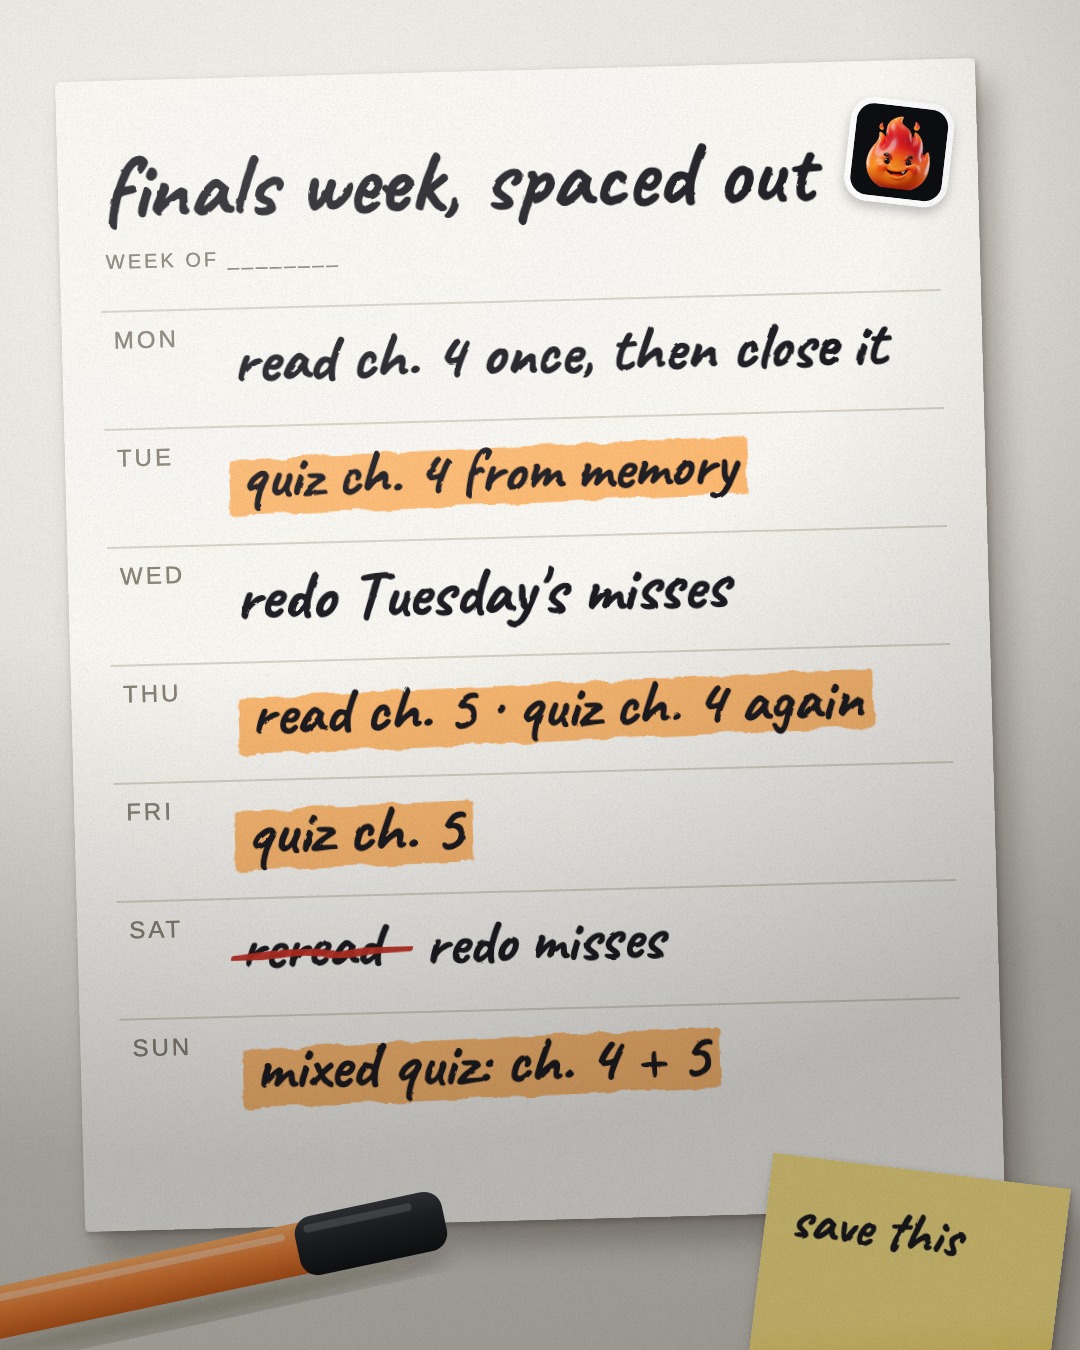 finals week, spaced out
WEEK OF ________
MON read ch. 4 once, then close it
TUE quiz ch. 4 from memory
WED redo Tuesday's misses
THU read ch. 5 · quiz ch. 4 again
FRI quiz ch. 5
SAT reread redo misses
SUN mixed quiz: ch. 4 + 5
save this